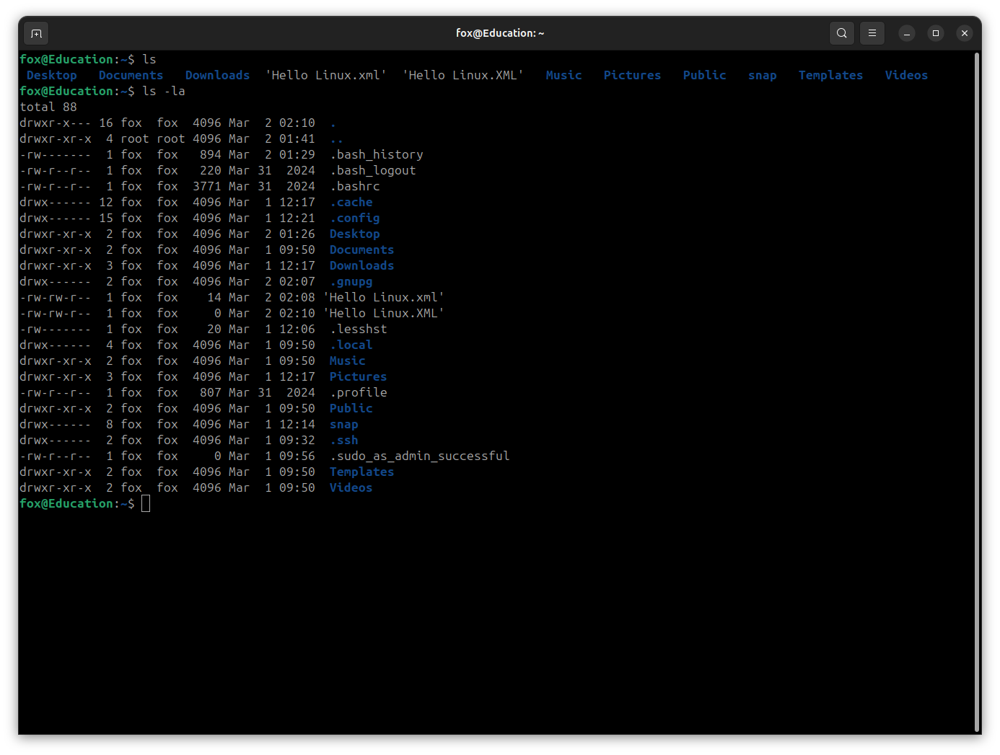 fox@Education: ~
fox@Education:~$ ls
 Desktop   Documents   Downloads  'Hello Linux.xml'  'Hello Linux.XML'   Music   Pictures   Public   snap   Templates   Videos
fox@Education:~$ ls -la
total 88
drwxr-x--- 16 fox  fox  4096 Mar  2 02:10  .
drwxr-xr-x  4 root root 4096 Mar  2 01:41  ..
-rw-------  1 fox  fox   894 Mar  2 01:29  .bash_history
-rw-r--r--  1 fox  fox   220 Mar 31  2024  .bash_logout
-rw-r--r--  1 fox  fox  3771 Mar 31  2024  .bashrc
drwx------ 12 fox  fox  4096 Mar  1 12:17  .cache
drwx------ 15 fox  fox  4096 Mar  1 12:21  .config
drwxr-xr-x  2 fox  fox  4096 Mar  2 01:26  Desktop
drwxr-xr-x  2 fox  fox  4096 Mar  1 09:50  Documents
drwxr-xr-x  3 fox  fox  4096 Mar  1 12:17  Downloads
drwx------  2 fox  fox  4096 Mar  2 02:07  .gnupg
-rw-rw-r--  1 fox  fox    14 Mar  2 02:08 'Hello Linux.xml'
-rw-rw-r--  1 fox  fox     0 Mar  2 02:10 'Hello Linux.XML'
-rw-------  1 fox  fox    20 Mar  1 12:06  .lesshst
drwx------  4 fox  fox  4096 Mar  1 09:50  .local
drwxr-xr-x  2 fox  fox  4096 Mar  1 09:50  Music
drwxr-xr-x  3 fox  fox  4096 Mar  1 12:17  Pictures
-rw-r--r--  1 fox  fox   807 Mar 31  2024  .profile
drwxr-xr-x  2 fox  fox  4096 Mar  1 09:50  Public
drwx------  8 fox  fox  4096 Mar  1 12:14  snap
drwx------  2 fox  fox  4096 Mar  1 09:32  .ssh
-rw-r--r--  1 fox  fox     0 Mar  1 09:56  .sudo_as_admin_successful
drwxr-xr-x  2 fox  fox  4096 Mar  1 09:50  Templates
drwxr-xr-x  2 fox  fox  4096 Mar  1 09:50  Videos
fox@Education:~$